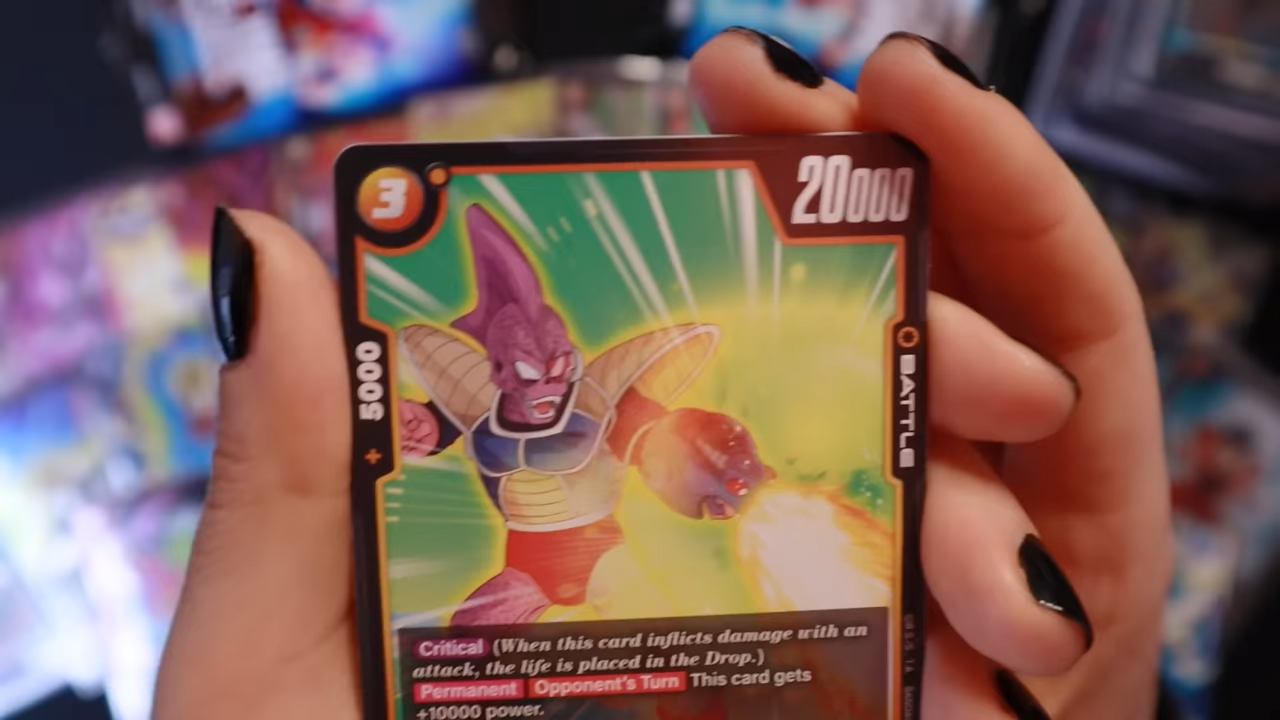 3
20000
5000
+
BATTLE
Critical (When this card inflicts damage with an
attack, the life is placed in the Drop.)
Permanent Opponent's Turn This card gets
+10000 power.